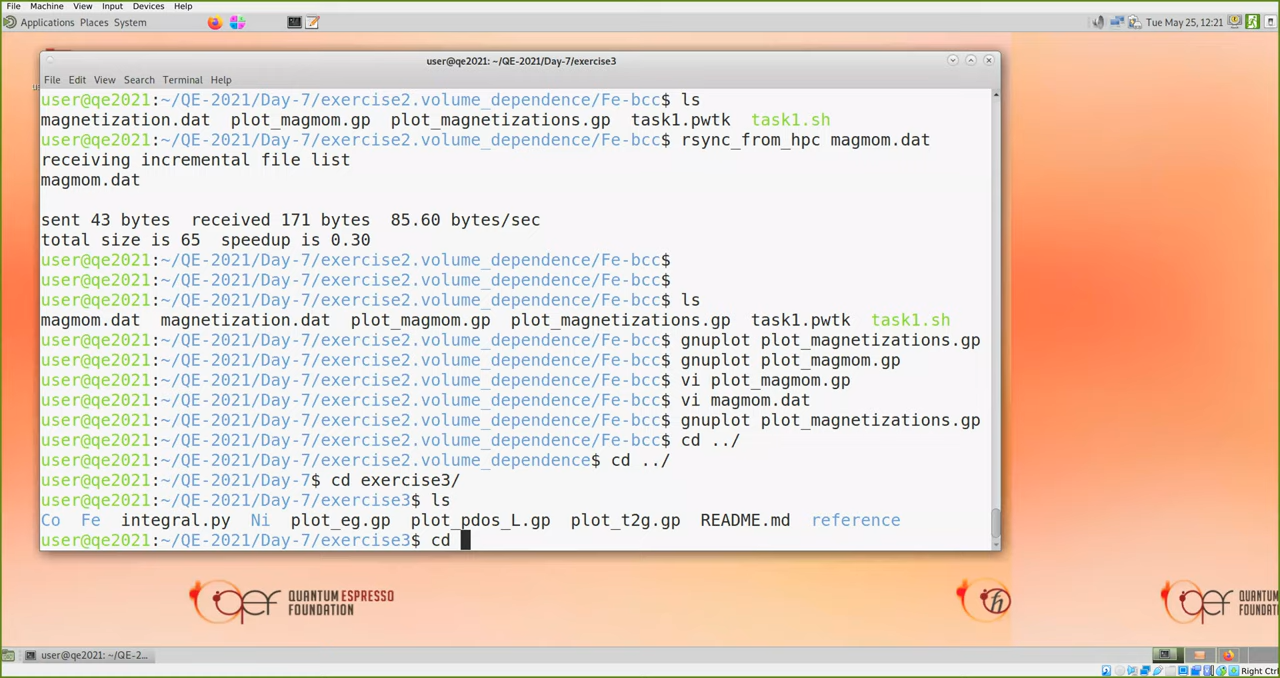 File Machine View Input Devices Help
Applications Places System
Tue May 25, 12:21
user@qe2021: ~/QE-2021/Day-7/exercise3
File Edit View Search Terminal Help
user@qe2021:~/QE-2021/Day-7/exercise2.volume_dependence/Fe-bcc$ ls
magnetization.dat plot_magmom.gp plot_magnetizations.gp task1.pwtk task1.sh
user@qe2021:~/QE-2021/Day-7/exercise2.volume_dependence/Fe-bcc$ rsync_from_hpc magmom.dat
receiving incremental file list
magmom.dat
sent 43 bytes received 171 bytes 85.60 bytes/sec
total size is 65 speedup is 0.30
user@qe2021:~/QE-2021/Day-7/exercise2.volume_dependence/Fe-bcc$
user@qe2021:~/QE-2021/Day-7/exercise2.volume_dependence/Fe-bcc$
user@qe2021:~/QE-2021/Day-7/exercise2.volume_dependence/Fe-bcc$ ls
magmom.dat magnetization.dat plot_magmom.gp plot_magnetizations.gp task1.pwtk task1.sh
user@qe2021:~/QE-2021/Day-7/exercise2.volume_dependence/Fe-bcc$ gnuplot plot_magnetizations.gp
user@qe2021:~/QE-2021/Day-7/exercise2.volume_dependence/Fe-bcc$ gnuplot plot_magmom.gp
user@qe2021:~/QE-2021/Day-7/exercise2.volume_dependence/Fe-bcc$ vi plot_magmom.gp
user@qe2021:~/QE-2021/Day-7/exercise2.volume_dependence/Fe-bcc$ vi magmom.dat
user@qe2021:~/QE-2021/Day-7/exercise2.volume_dependence/Fe-bcc$ gnuplot plot_magnetizations.gp
user@qe2021:~/QE-2021/Day-7/exercise2.volume_dependence/Fe-bcc$ cd ../
user@qe2021:~/QE-2021/Day-7/exercise2.volume_dependence$ cd ../
user@qe2021:~/QE-2021/Day-7$ cd exercise3/
user@qe2021:~/QE-2021/Day-7/exercise3$ ls
Co Fe integral.py Ni plot_eg.gp plot_pdos_L.gp plot_t2g.gp README.md reference
user@qe2021:~/QE-2021/Day-7/exercise3$ cd
QUANTUM ESPRESSO
FOUNDATION
QUANTUM
FOUNDA
user@qe2021: ~/QE-2...
Right Ctrl